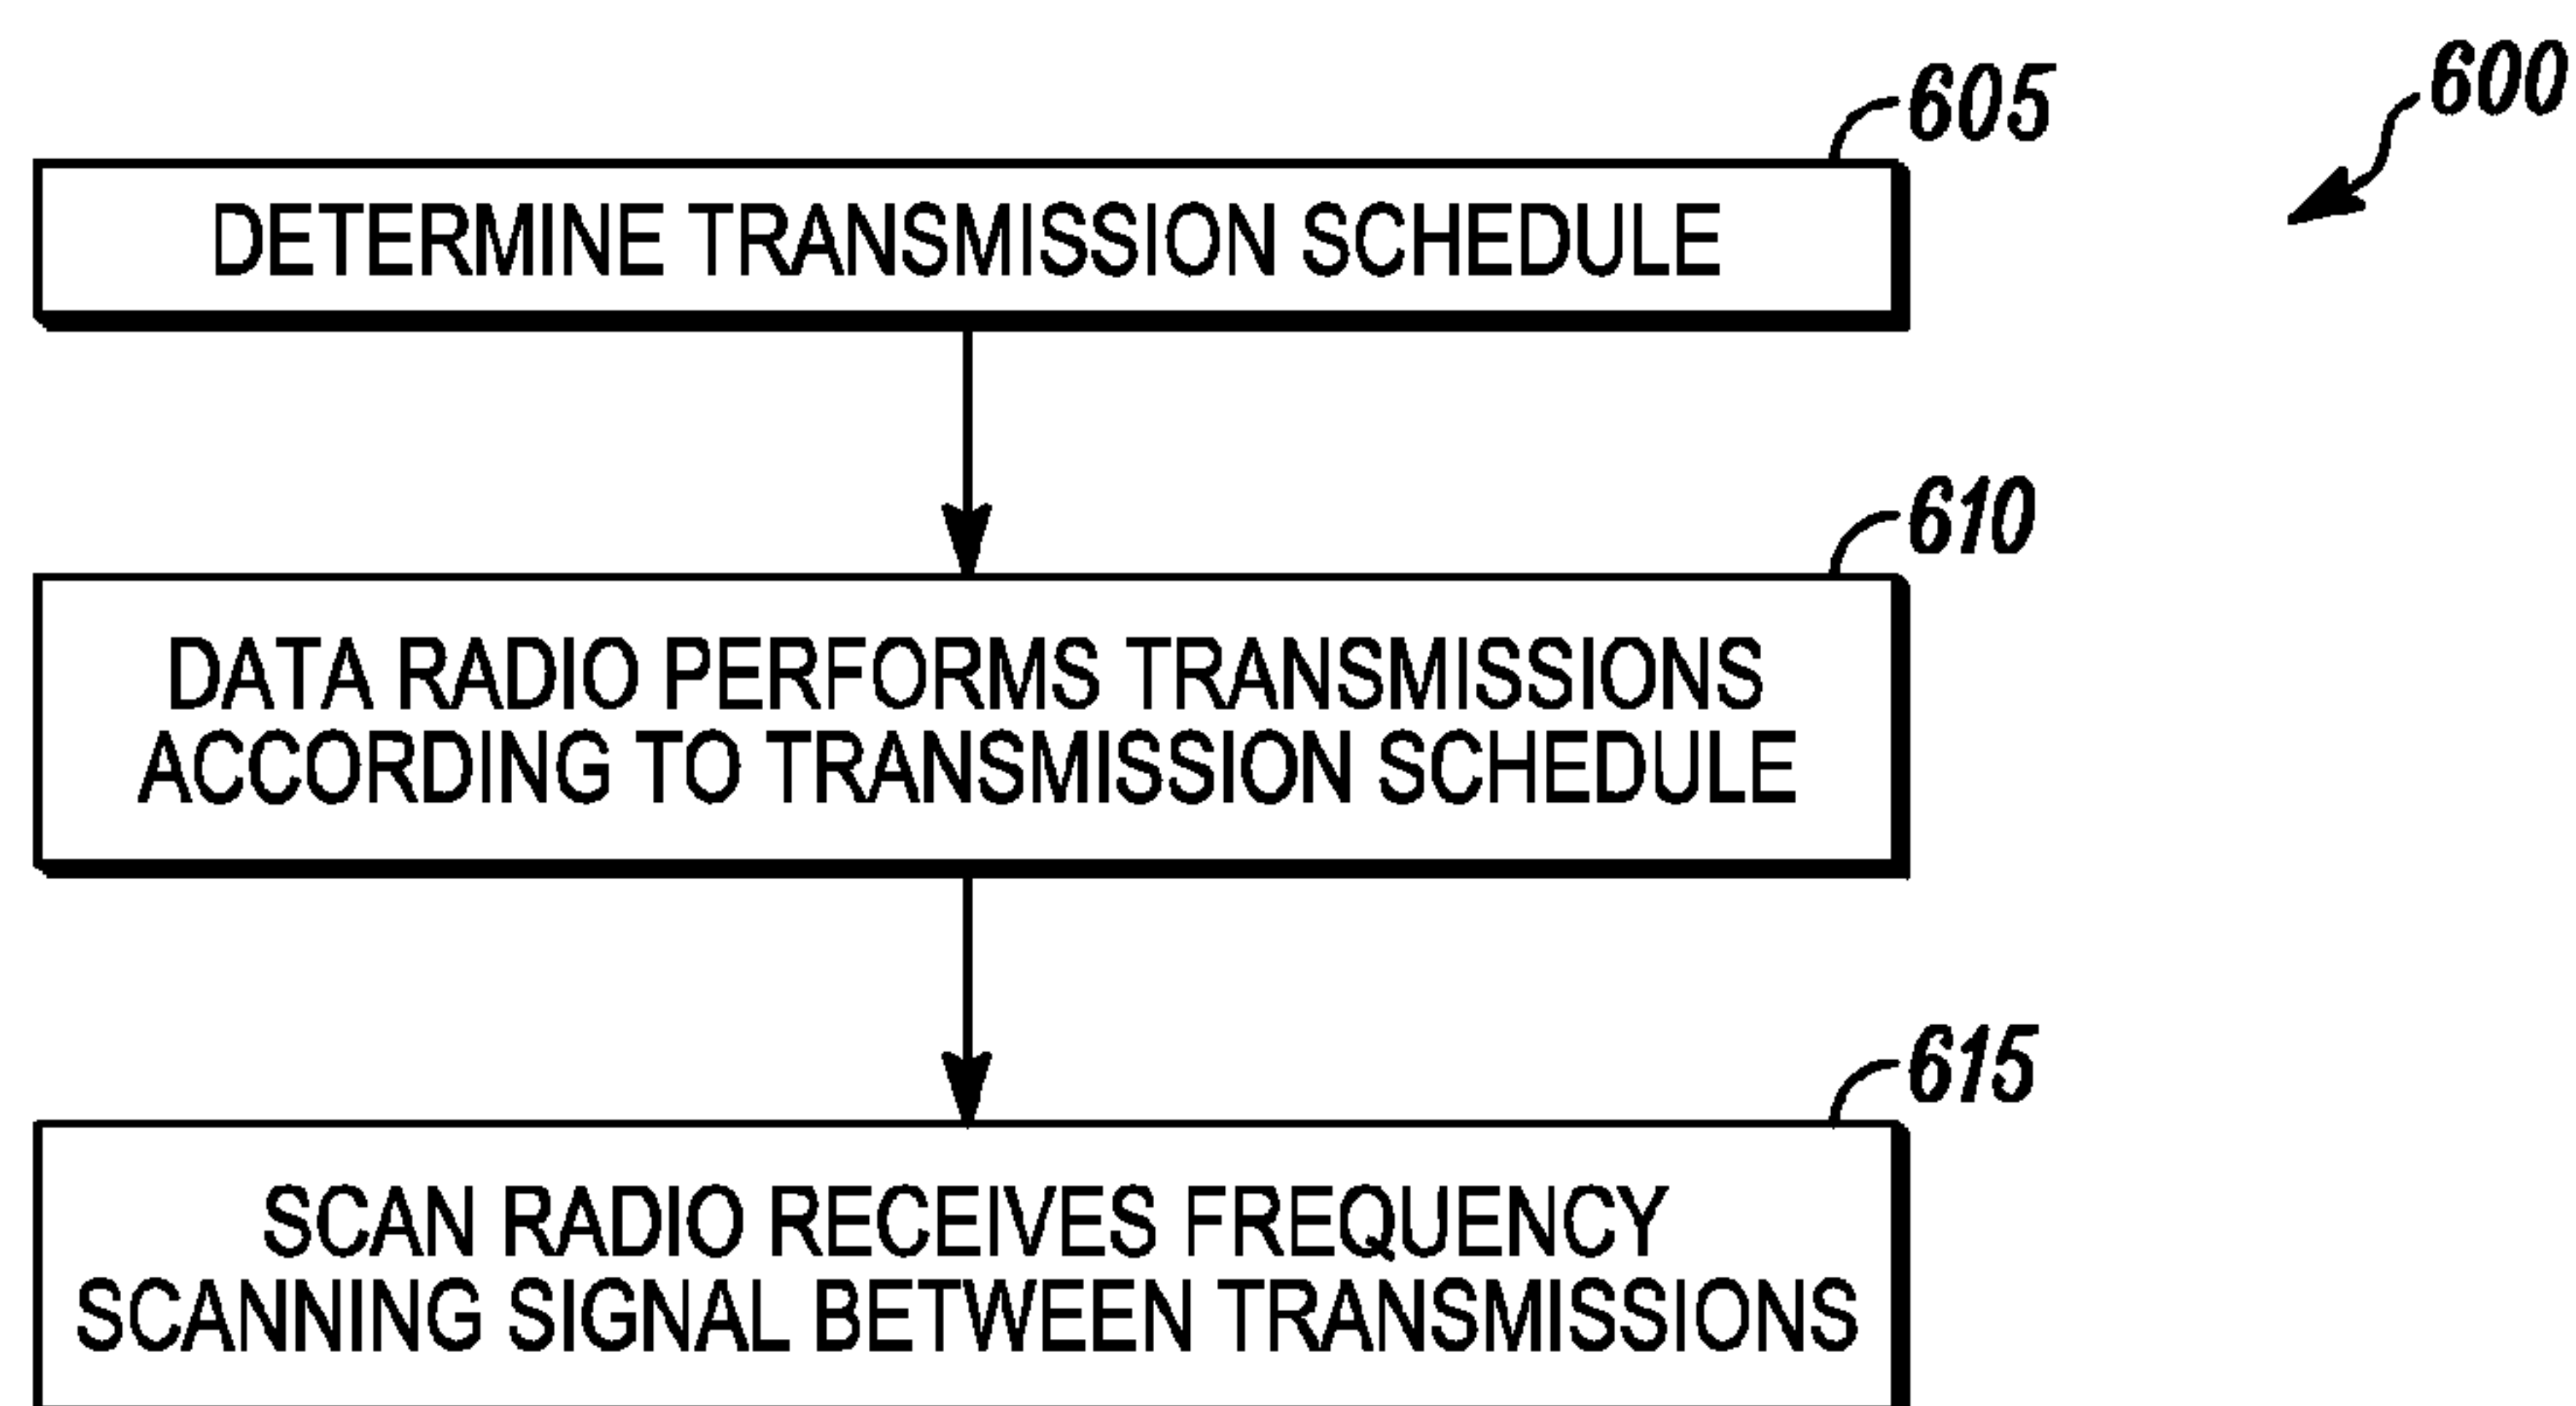 600
605
DETERMINE TRANSMISSION SCHEDULE
610
DATA RADIO PERFORMS TRANSMISSIONS
ACCORDING TO TRANSMISSION SCHEDULE
615
SCAN RADIO RECEIVES FREQUENCY
SCANNING SIGNAL BETWEEN TRANSMISSIONS